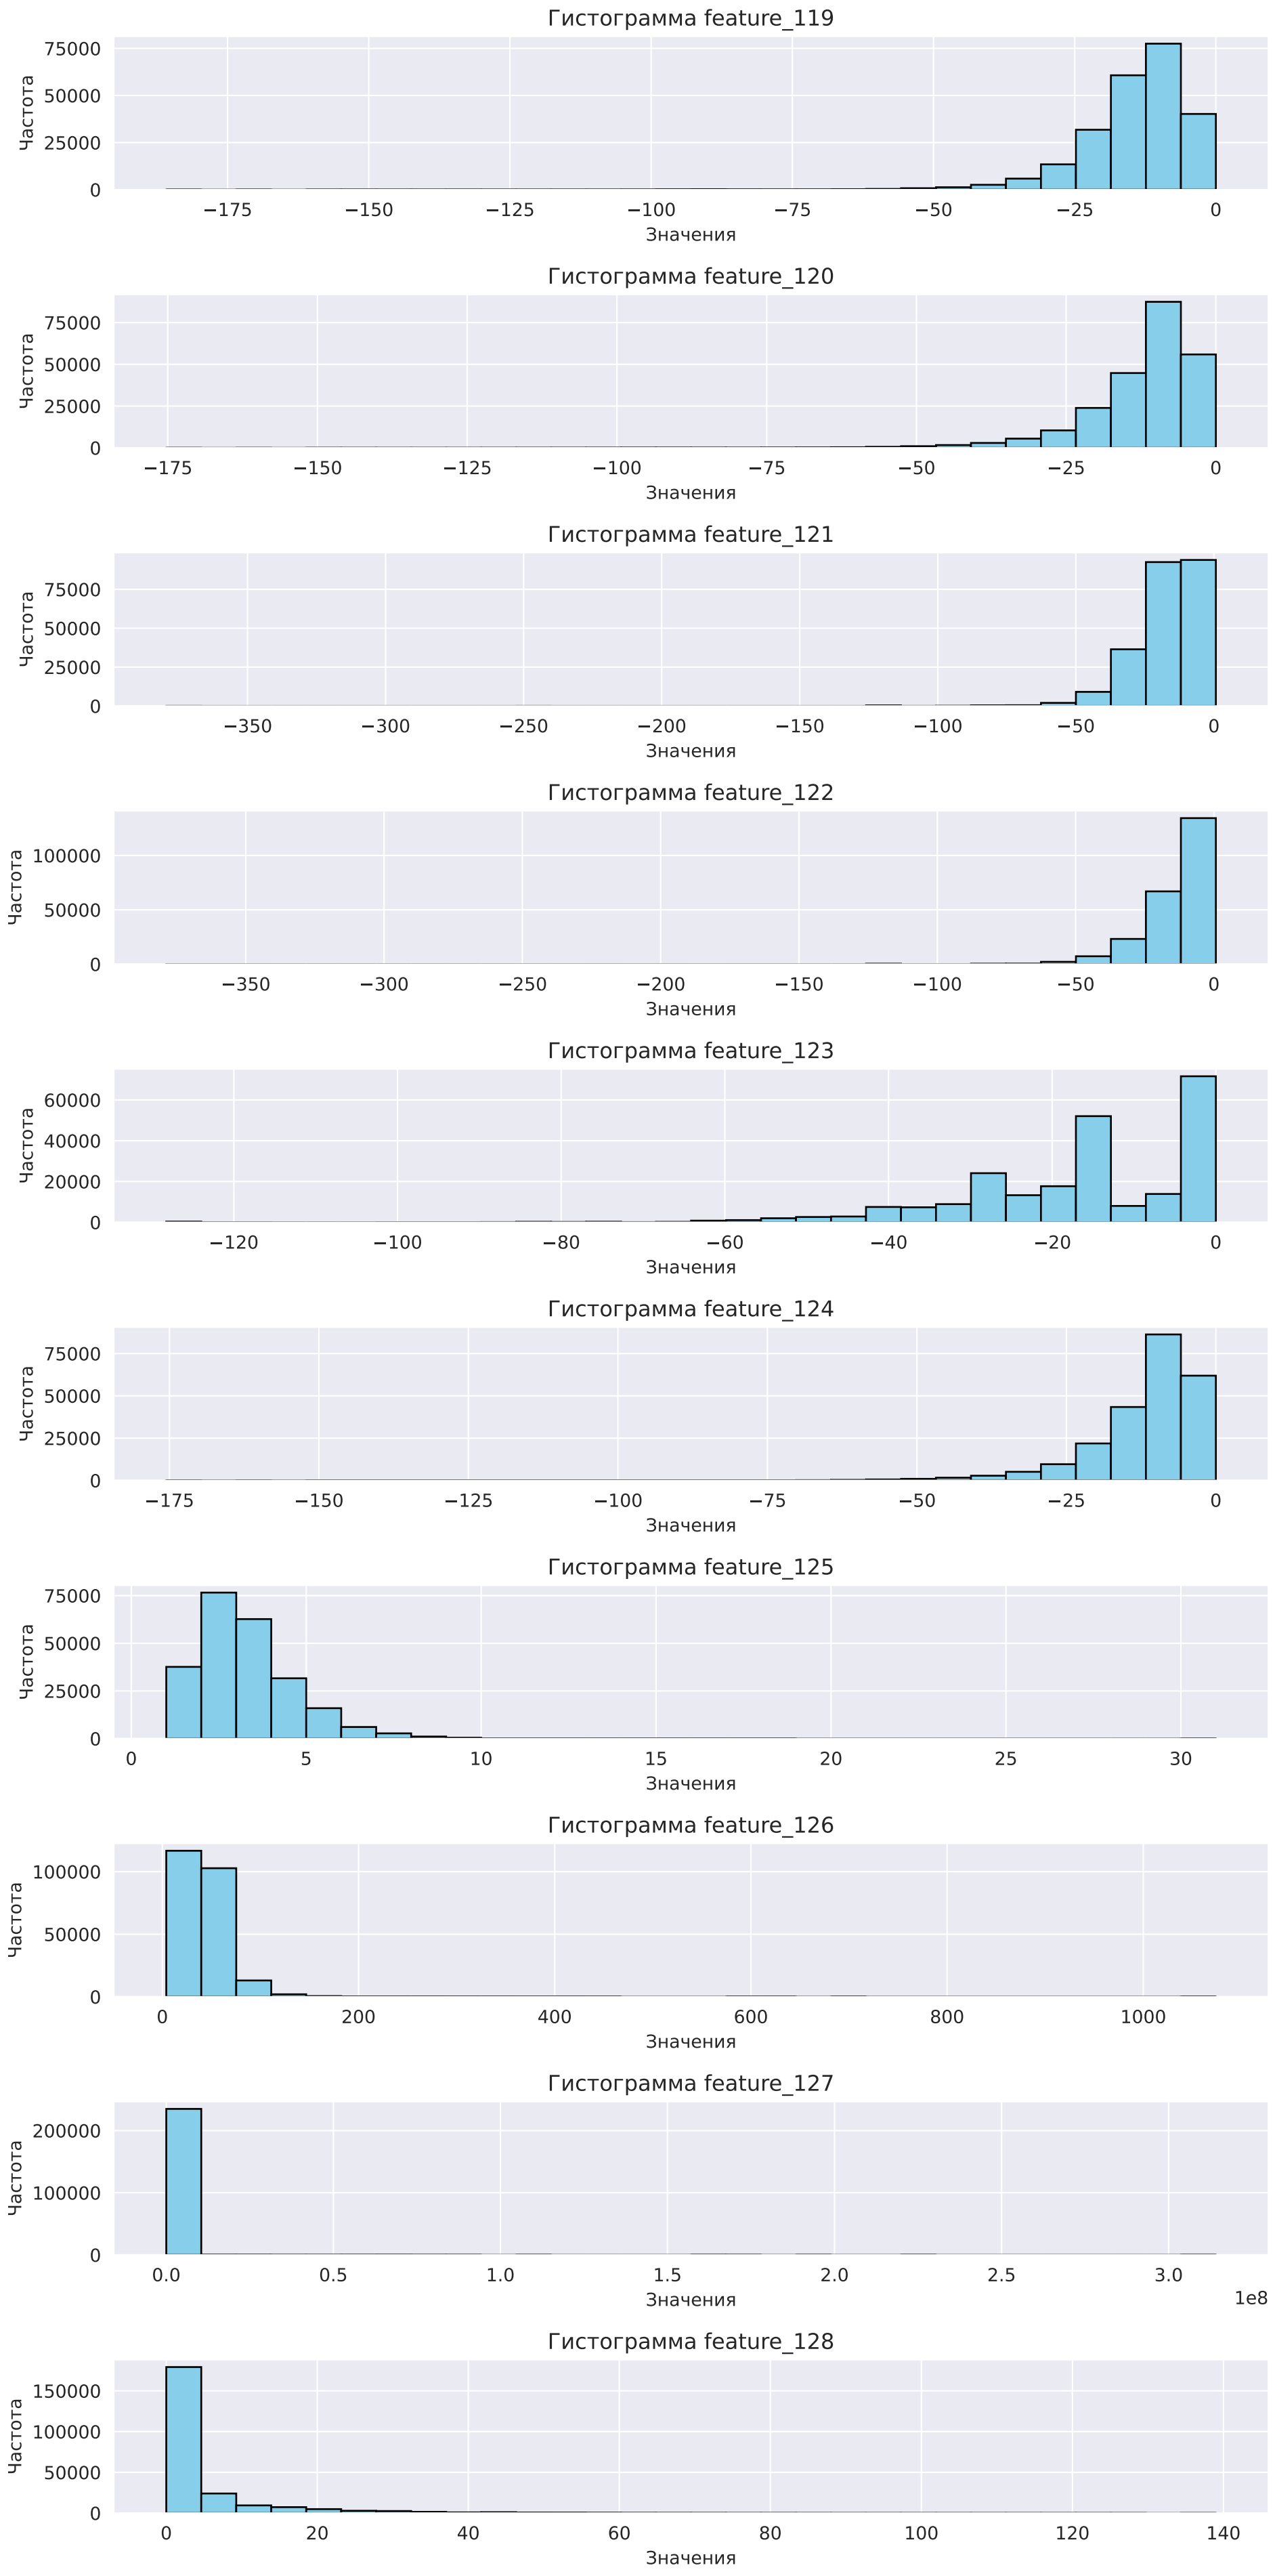 Гистограмма feature_119
Частота
75000
50000
25000
0
−175 −150 −125 −100 −75 −50 −25 0
Значения
Гистограмма feature_120
Частота
75000
50000
25000
0
−175 −150 −125 −100 −75 −50 −25 0
Значения
Гистограмма feature_121
Частота
75000
50000
25000
0
−350 −300 −250 −200 −150 −100 −50 0
Значения
Гистограмма feature_122
Частота
100000
50000
0
−350 −300 −250 −200 −150 −100 −50 0
Значения
Гистограмма feature_123
Частота
60000
40000
20000
0
−120 −100 −80 −60 −40 −20 0
Значения
Гистограмма feature_124
Частота
75000
50000
25000
0
−175 −150 −125 −100 −75 −50 −25 0
Значения
Гистограмма feature_125
Частота
75000
50000
25000
0
0 5 10 15 20 25 30
Значения
Гистограмма feature_126
Частота
100000
50000
0
0 200 400 600 800 1000
Значения
Гистограмма feature_127
Частота
200000
100000
0
0.0 0.5 1.0 1.5 2.0 2.5 3.0
1e8
Значения
Гистограмма feature_128
Частота
150000
100000
50000
0
0 20 40 60 80 100 120 140
Значения